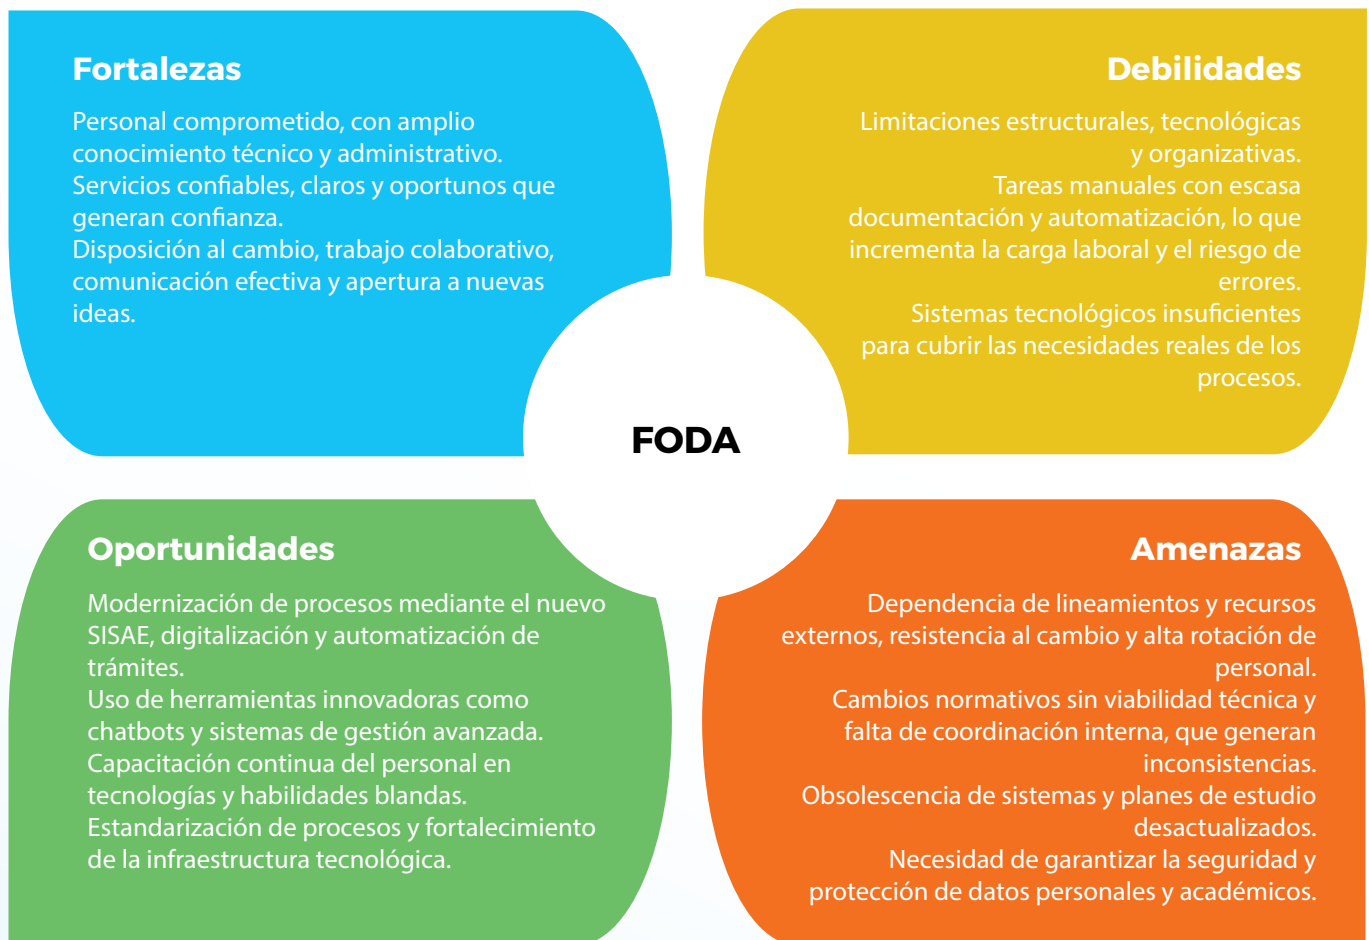 Fortalezas
Personal comprometido, con amplio
conocimiento técnico y administrativo.
Servicios confiables, claros y oportunos que
generan confianza.
Disposición al cambio, trabajo colaborativo,
comunicación efectiva y apertura a nuevas
ideas.
Debilidades
Limitaciones estructurales, tecnológicas
y organizativas.
Tareas manuales con escasa
documentación y automatización, lo que
incrementa la carga laboral y el riesgo de
errores.
Sistemas tecnológicos insuficientes
para cubrir las necesidades reales de los
procesos.
FODA
Oportunidades
Modernización de procesos mediante el nuevo
SISAE, digitalización y automatización de
trámites.
Uso de herramientas innovadoras como
chatbots y sistemas de gestión avanzada.
Capacitación continua del personal en
tecnologías y habilidades blandas.
Estandarización de procesos y fortalecimiento
de la infraestructura tecnológica.
Amenazas
Dependencia de lineamientos y recursos
externos, resistencia al cambio y alta rotación de
personal.
Cambios normativos sin viabilidad técnica y
falta de coordinación interna, que generan
inconsistencias.
Obsolescencia de sistemas y planes de estudio
desactualizados.
Necesidad de garantizar la seguridad y
protección de datos personales y académicos.